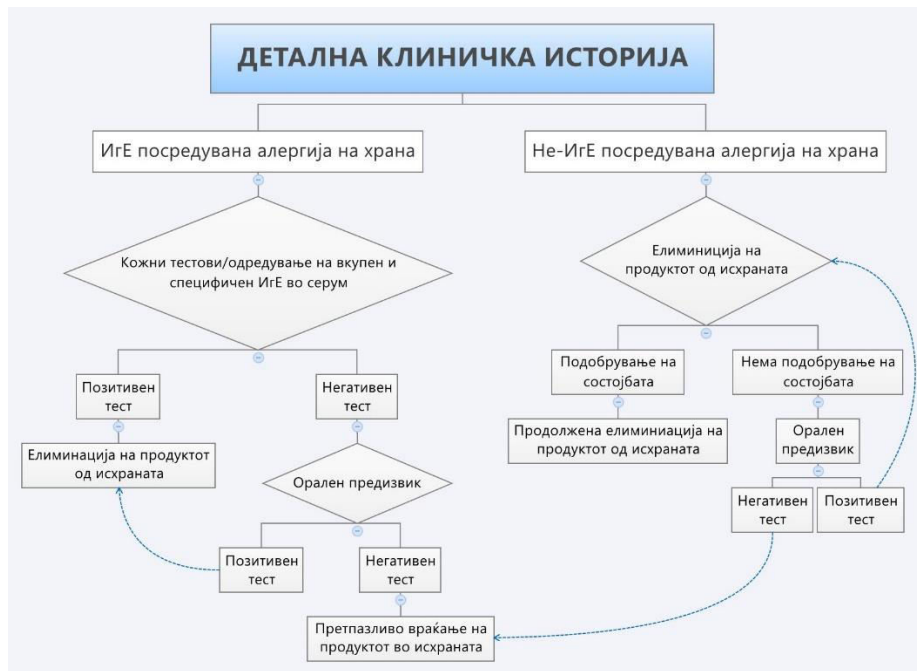 ДЕТАЛНА КЛИНИЧКА ИСТОРИЈА
ИгЕ посредувана алергија на храна
Не-ИгЕ посредувана алергија на храна
Кожни тестови/одредување на вкупен и
специфичен ИгЕ во серум
Елиминиција на
продуктот од исхраната
Позитивен
тест
Негативен
тест
Подобрување на
состојбата
Нема подобрување на
состојбата
Елиминација на продуктот
од исхраната
Орален предизвик
Продолжена елиминиација на
продуктот од исхраната
Орален
предизвик
Позитивен
тест
Негативен
тест
Негативен
тест
Позитивен
тест
Претпазливо враќање на
продуктот во исхраната